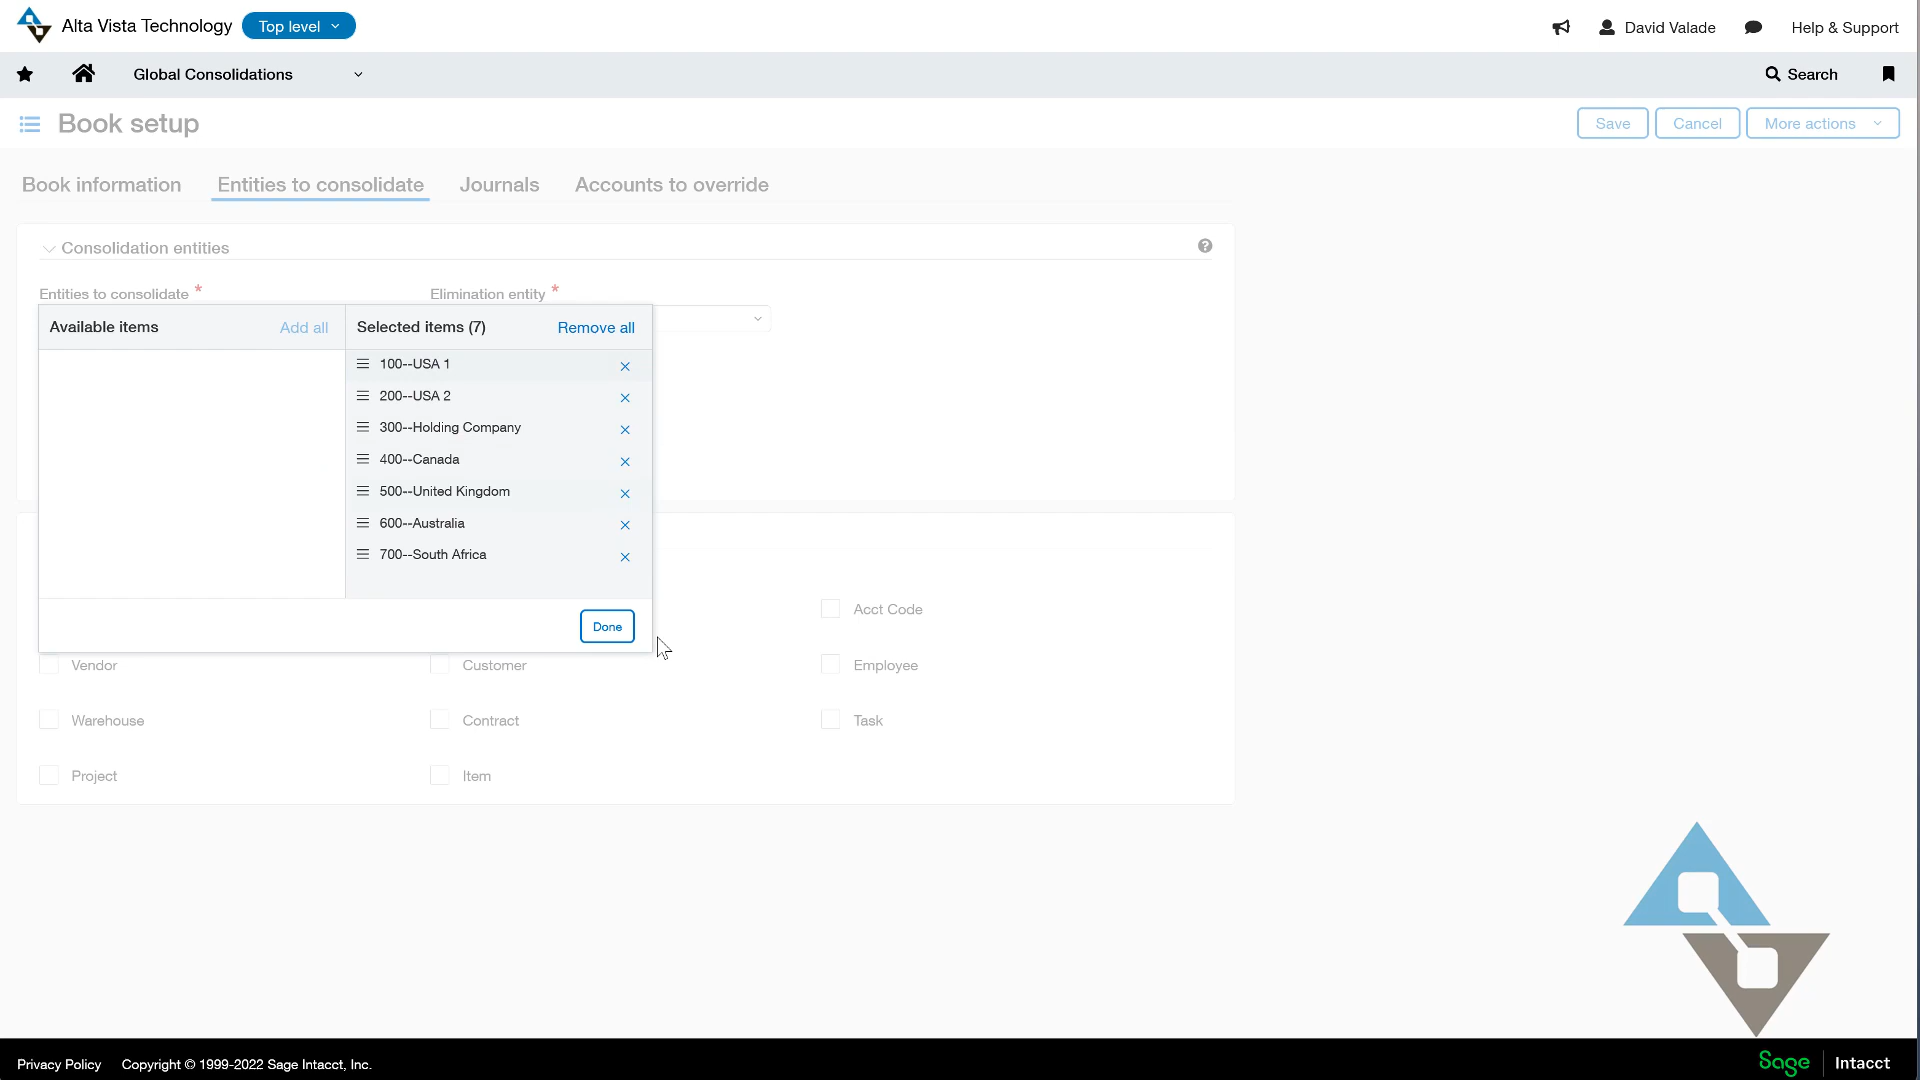 Alta Vista Technology Top level David Valade Help & Support
Global Consolidations Search
Book setup Save Cancel More actions
Book information Entities to consolidate Journals Accounts to override
Consolidation entities
Entities to consolidate * Elimination entity *
Available items Add all Selected items (7) Remove all
100--USA 1
200--USA 2
300--Holding Company
400--Canada
500--United Kingdom
600--Australia
700--South Africa
Acct Code
Done
Vendor Customer Employee
Warehouse Contract Task
Project Item
Privacy Policy Copyright © 1999-2022 Sage Intacct, Inc. Sage Intacct